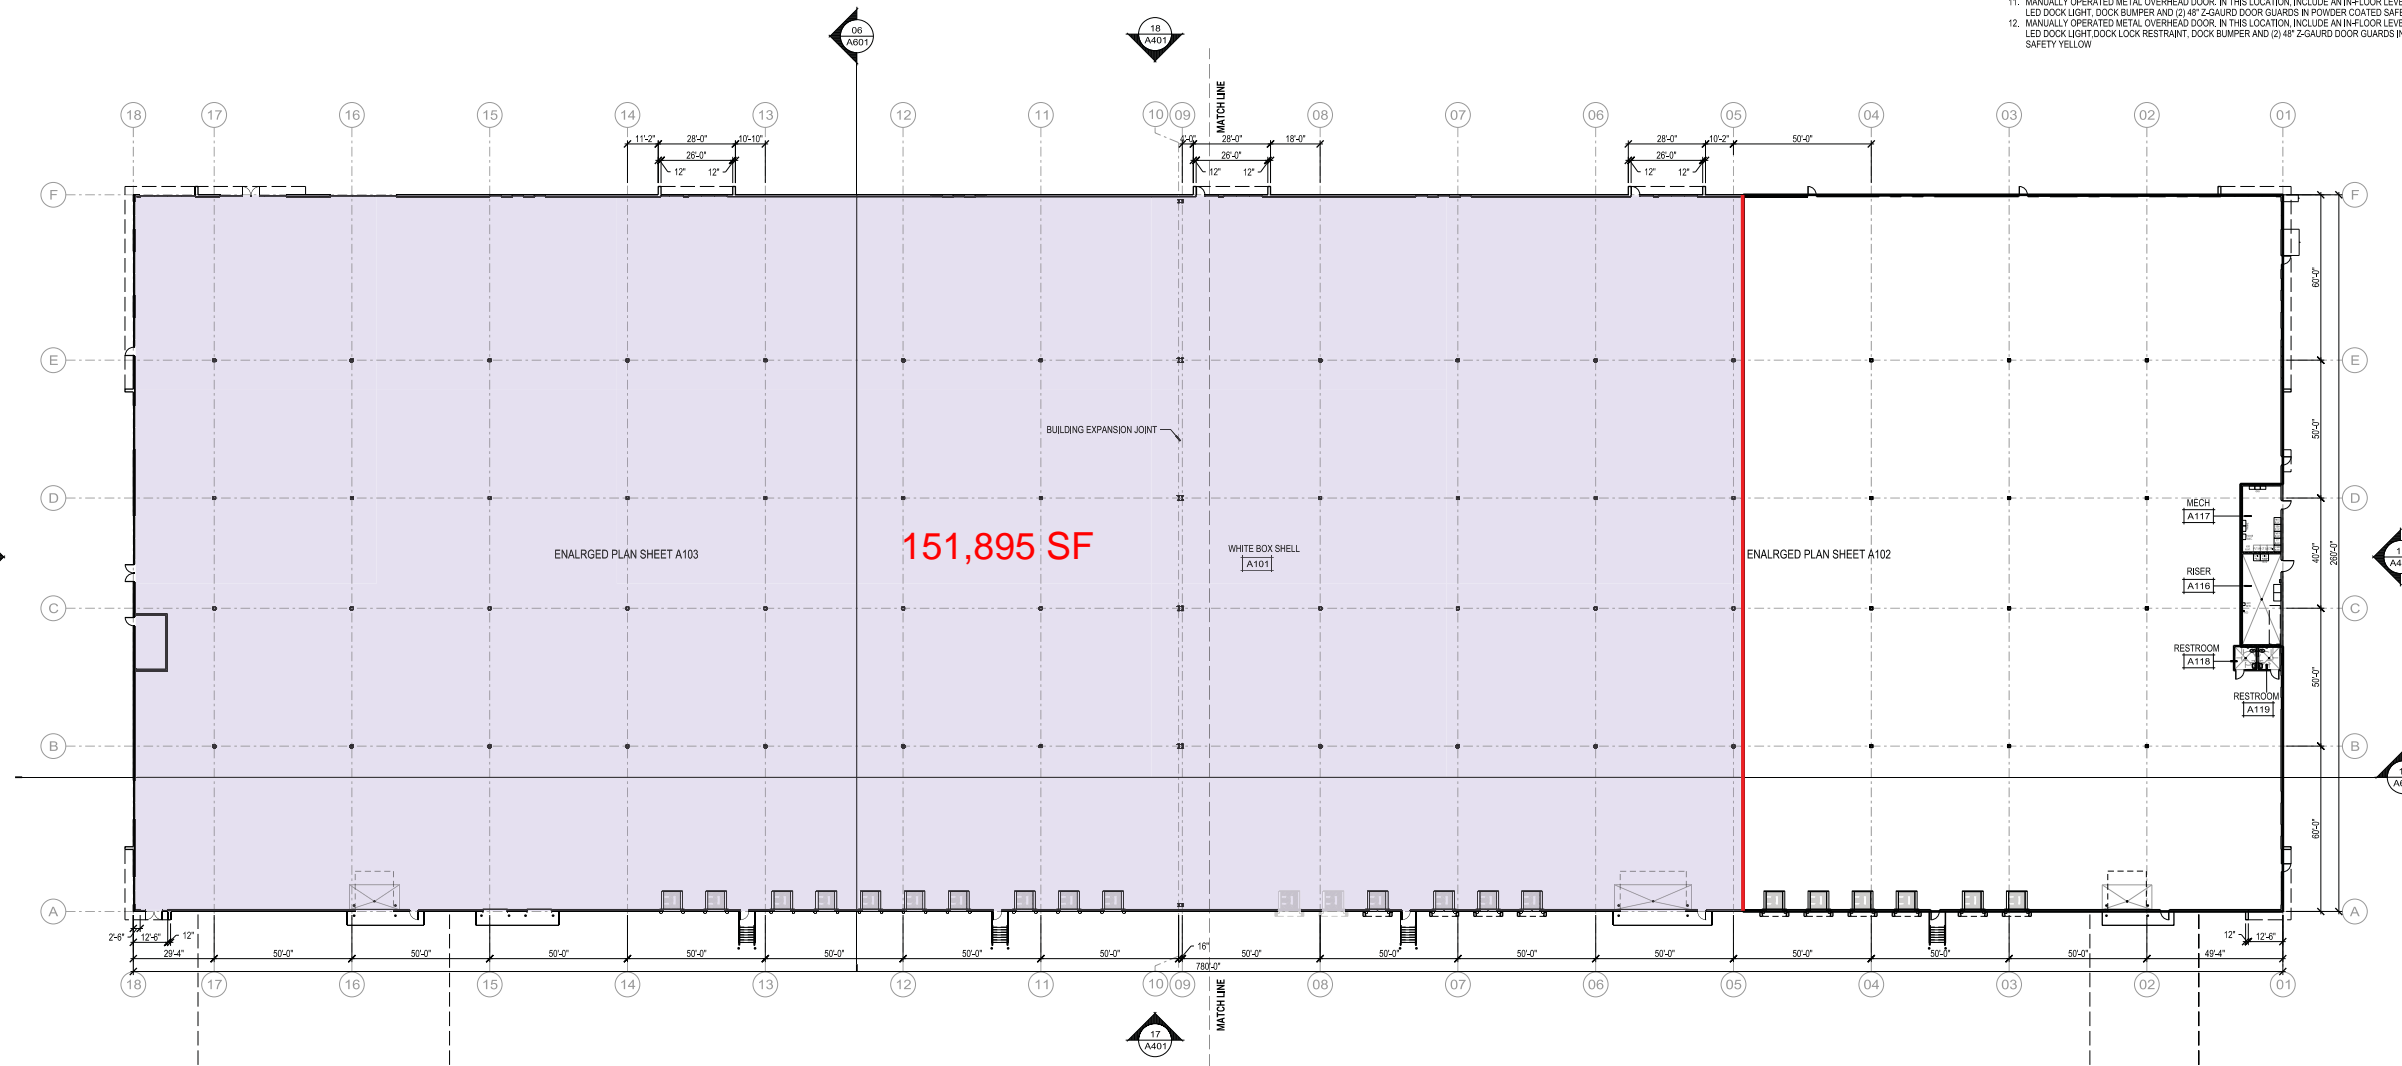 11. MANUALLY OPERATED METAL OVERHEAD DOOR. IN THIS LOCATION, INCLUDE AN IN-FLOOR LEVE
LED DOCK LIGHT, DOCK BUMPER AND (2) 48" Z-GAURD DOOR GUARDS IN POWDER COATED SAFE
12. MANUALLY OPERATED METAL OVERHEAD DOOR. IN THIS LOCATION, INCLUDE AN IN-FLOOR LEVE
LED DOCK LIGHT,DOCK LOCK RESTRAINT, DOCK BUMPER AND (2) 48" Z-GAURD DOOR GUARDS IN
SAFETY YELLOW
06
A601
18
A401
MATCH LINE
18 17 16 15 14 13 12 11 10 09 08 07 06 05 04 03 02 01
11'-2" 28'-0" 10'-10" 4'-0" 28'-0" 18'-0" 28'-0" 10'-2" 50'-0"
26'-0" 26'-0" 26'-0"
12" 12" 12" 12" 12" 12"
F F
60'-0"
E E
BUILDING EXPANSION JOINT
50'-0"
D D
MECH
A117
151,895 SF
ENALRGED PLAN SHEET A103
WHITE BOX SHELL
A101
ENALRGED PLAN SHEET A102
40'-0"
260'-0"
RISER
A116
C C
RESTROOM
A118
50'-0"
RESTROOM
A119
B B
60'-0"
A A
2'-6" 12'-6" 12" 12" 12'-6"
16"
29'-4" 50'-0" 50'-0" 50'-0" 50'-0" 50'-0" 50'-0" 50'-0" 50'-0" 50'-0" 50'-0" 50'-0" 50'-0" 50'-0" 50'-0" 49'-4"
780'-0"
18 17 16 15 14 13 12 11 10 09 08 07 06 05 04 03 02 01
MATCH LINE
17
A401